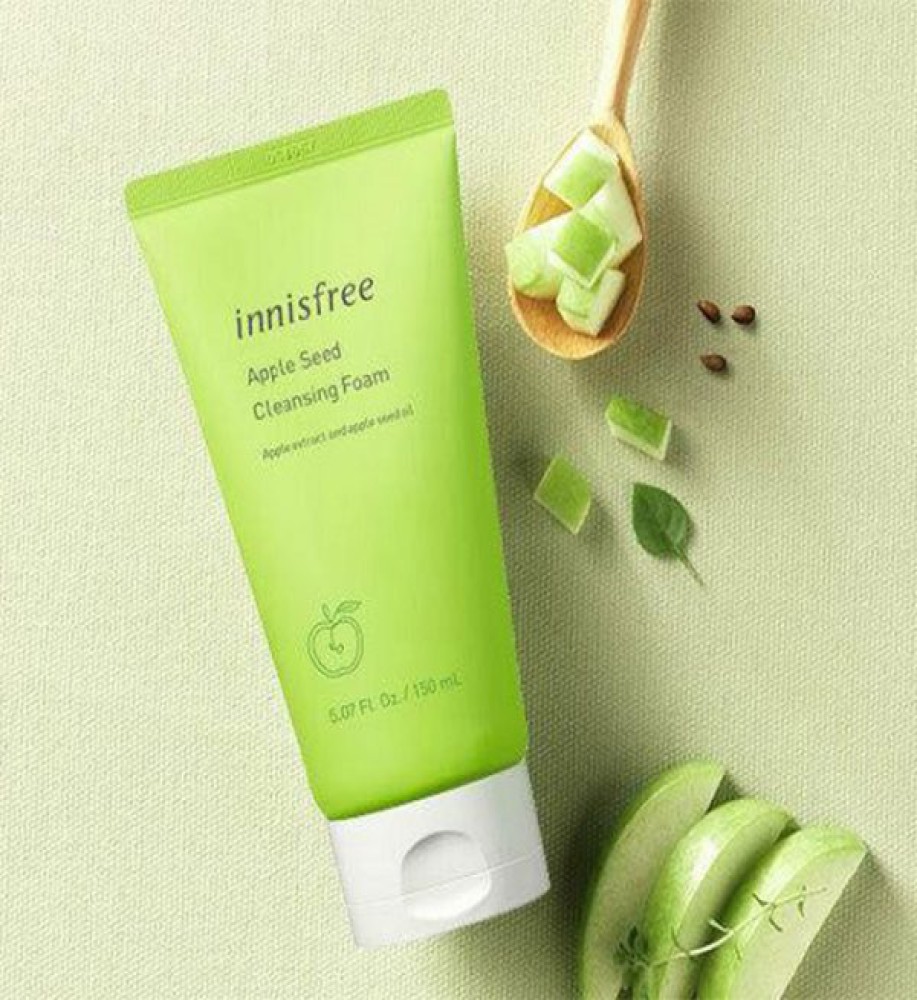 innisfree
Apple Seed
Cleansing Foam
Apple extract and apple seed oil
5.07 Fl. Oz. / 150 mL